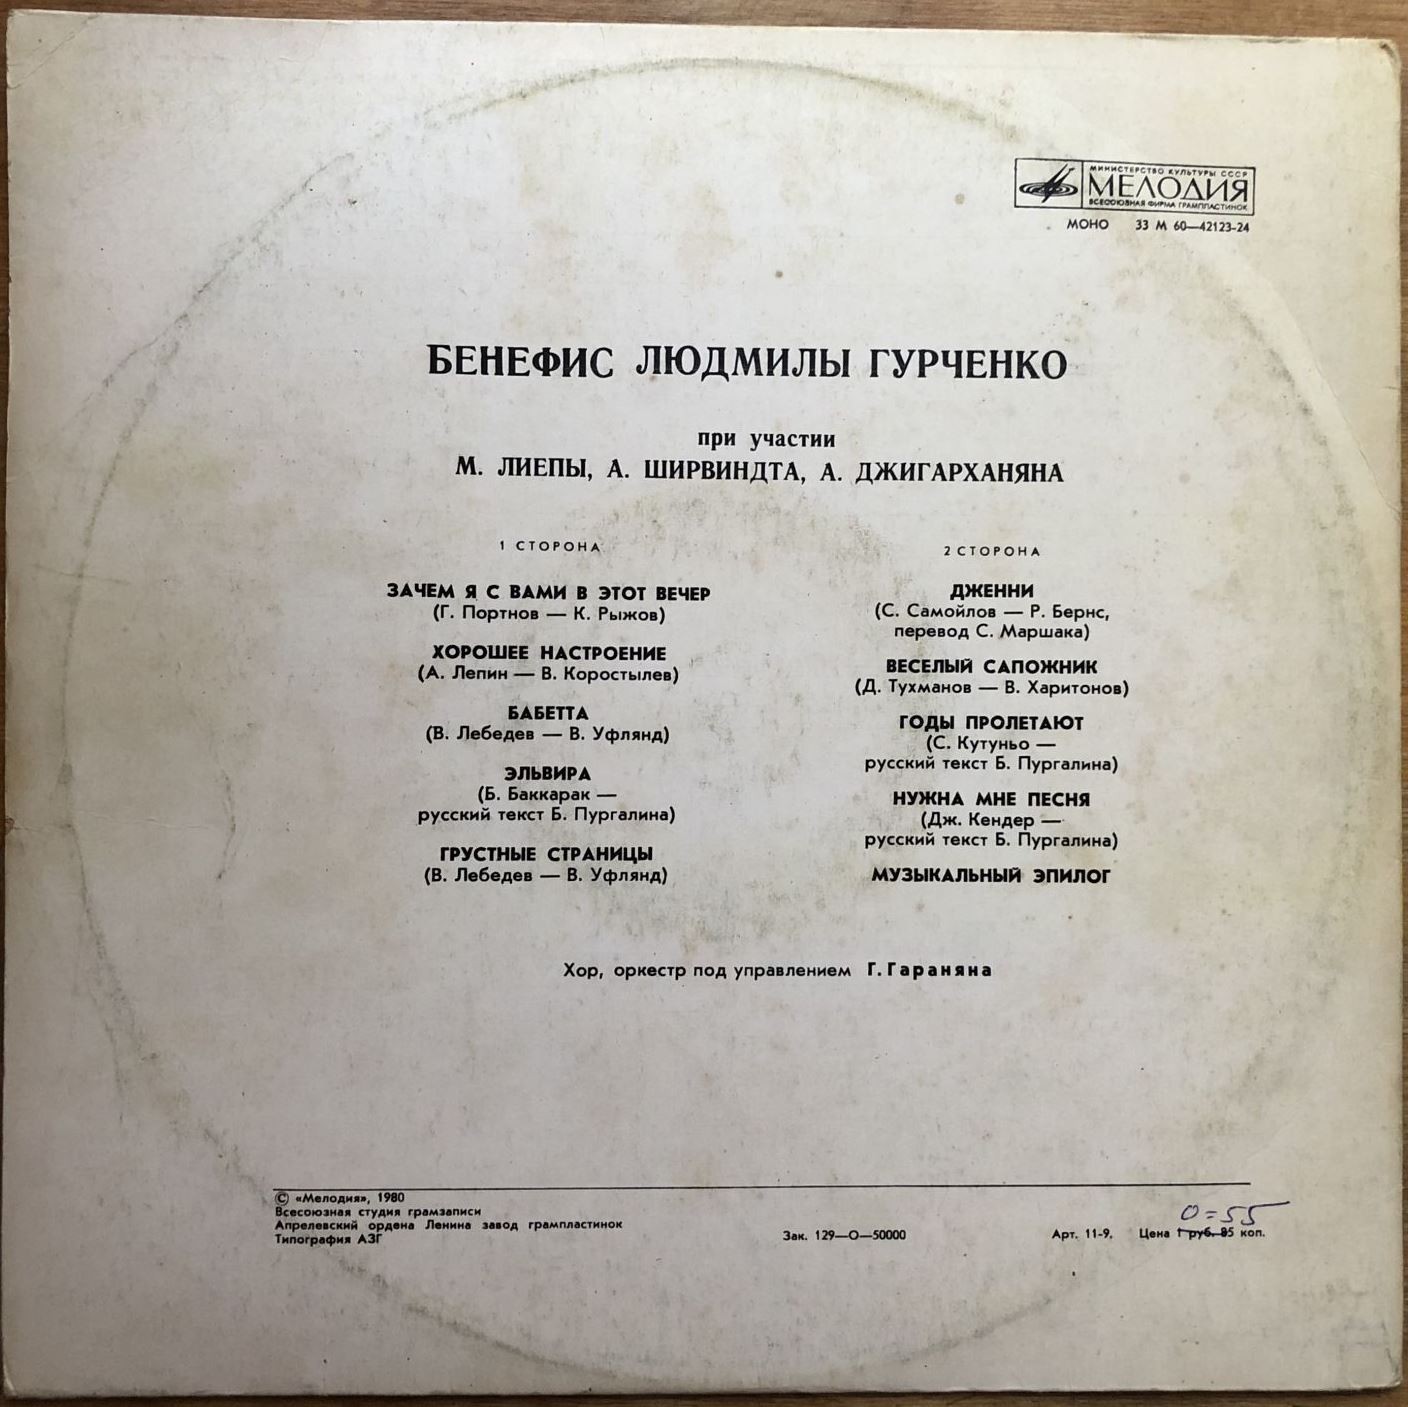 МИНИСТЕРСТВО КУЛЬТУРЫ СССР
МЕЛОДИЯ
ВСЕСОЮЗНАЯ ФИРМА ГРАМПЛАСТИНОК
МОНО 33 М 60—42123-24
БЕНЕФИС ЛЮДМИЛЫ ГУРЧЕНКО
при участии
М. ЛИЕПЫ, А. ШИРВИНДТА, А. ДЖИГАРХАНЯНА
1 СТОРОНА
ЗАЧЕМ Я С ВАМИ В ЭТОТ ВЕЧЕР
(Г. Портнов — К. Рыжов)
ХОРОШЕЕ НАСТРОЕНИЕ
(А. Лепин — В. Коростылев)
БАБЕТТА
(В. Лебедев — В. Уфлянд)
ЭЛЬВИРА
(Б. Баккарак —
русский текст Б. Пургалина)
ГРУСТНЫЕ СТРАНИЦЫ
(В. Лебедев — В. Уфлянд)
2 СТОРОНА
ДЖЕННИ
(С. Самойлов — Р. Бернс,
перевод С. Маршака)
ВЕСЕЛЫЙ САПОЖНИК
(Д. Тухманов — В. Харитонов)
ГОДЫ ПРОЛЕТАЮТ
(С. Кутуньо —
русский текст Б. Пургалина)
НУЖНА МНЕ ПЕСНЯ
(Дж. Кендер —
русский текст Б. Пургалина)
МУЗЫКАЛЬНЫЙ ЭПИЛОГ
Хор, оркестр под управлением Г. Гараняна
© «Мелодия», 1980
Всесоюзная студия грамзаписи
Апрелевский ордена Ленина завод грампластинок
Типография АЗГ
Зак. 129—О—50000
0=55
Арт. 11-9. Цена 1 руб. 85 коп.